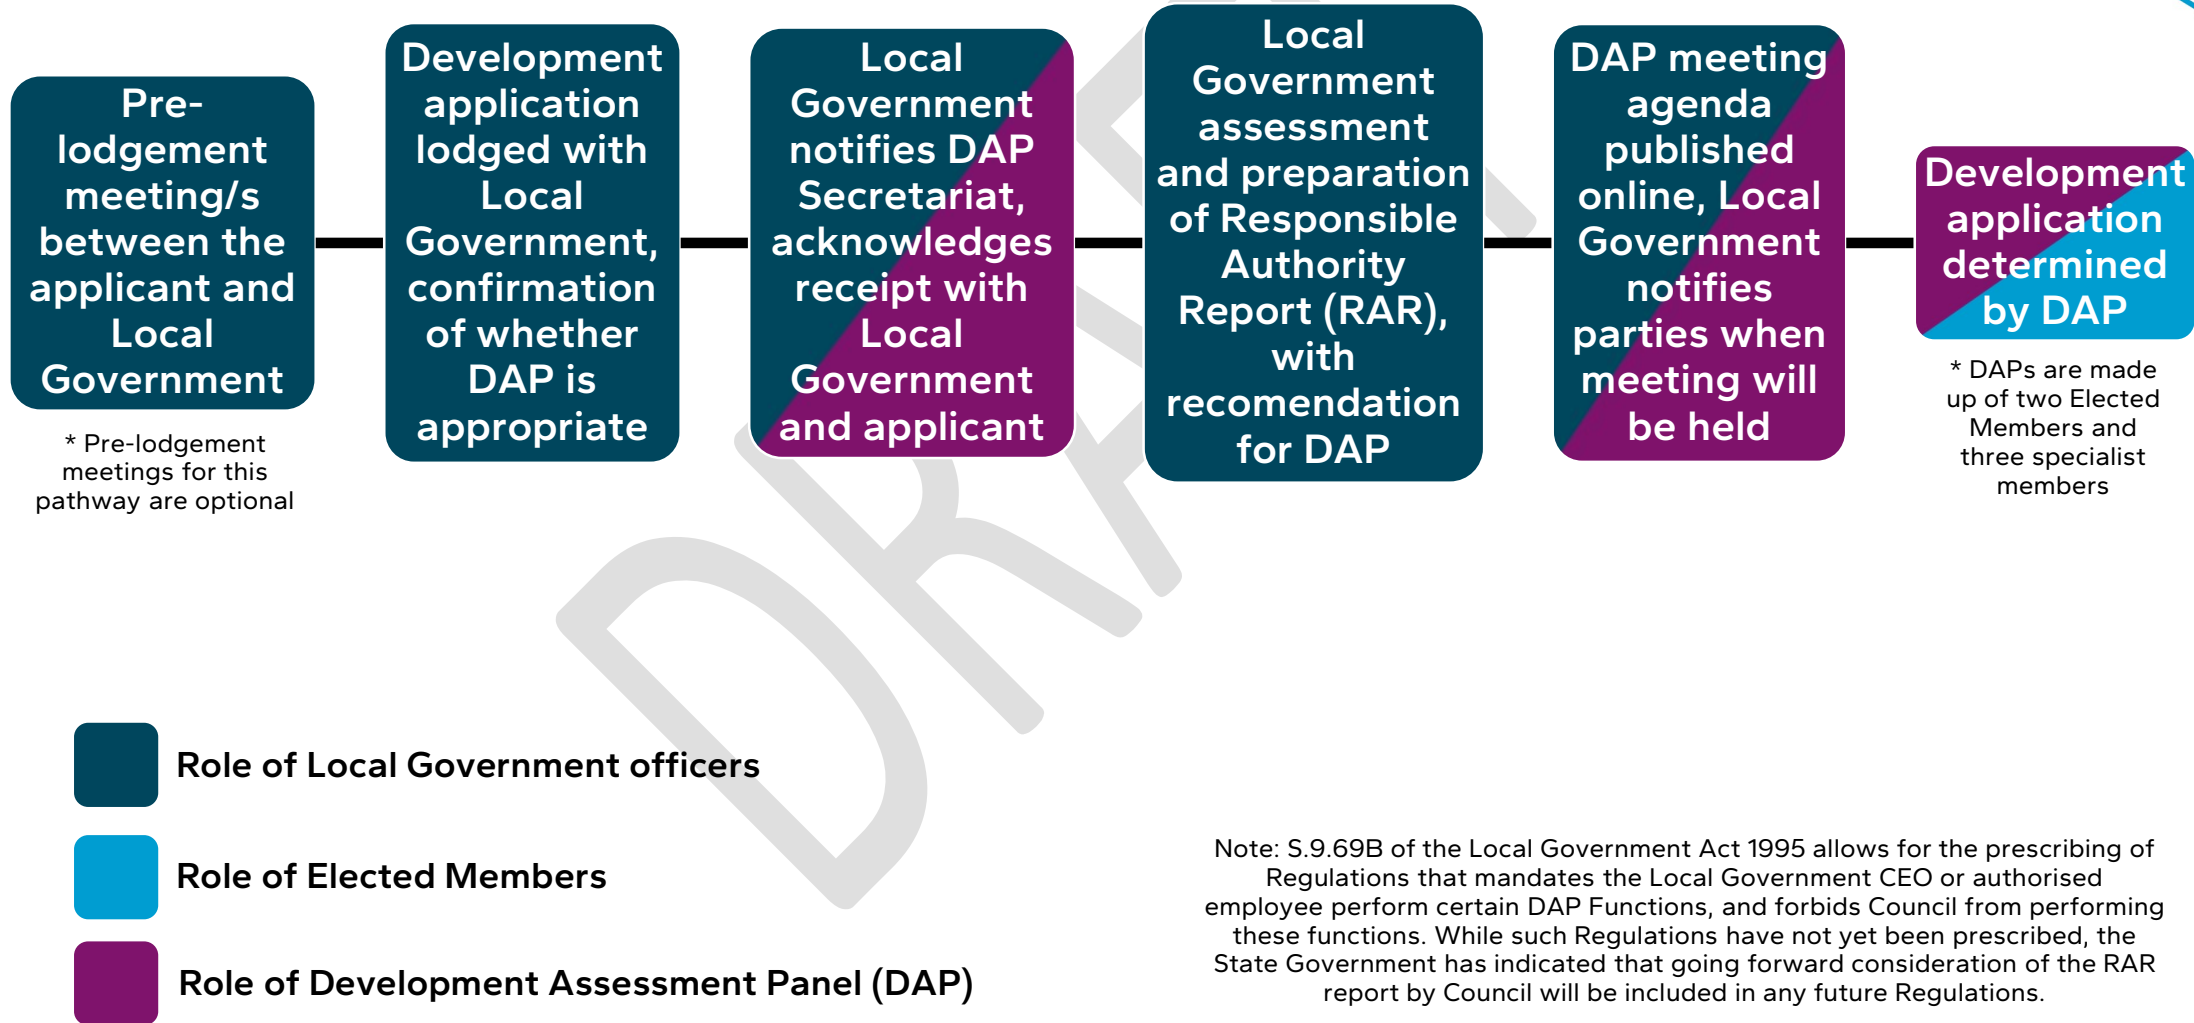 Pre-
lodgement
meeting/s
between the
applicant and
Local
Government
* Pre-lodgement
meetings for this
pathway are optional
Development
application
lodged with
Local
Government,
confirmation
of whether
DAP is
appropriate
Local
Government
notifies DAP
Secretariat,
acknowledges
receipt with
Local
Government
and applicant
Local
Government
assessment
and preparation
of Responsible
Authority
Report (RAR),
with
recomendation
for DAP
DAP meeting
agenda
published
online, Local
Government
notifies
parties when
meeting will
be held
Development
application
determined
by DAP
* DAPs are made
up of two Elected
Members and
three specialist
members
Role of Local Government officers
Role of Elected Members
Role of Development Assessment Panel (DAP)
Note: S.9.69B of the Local Government Act 1995 allows for the prescribing of
Regulations that mandates the Local Government CEO or authorised
employee perform certain DAP Functions, and forbids Council from performing
these functions. While such Regulations have not yet been prescribed, the
State Government has indicated that going forward consideration of the RAR
report by Council will be included in any future Regulations.